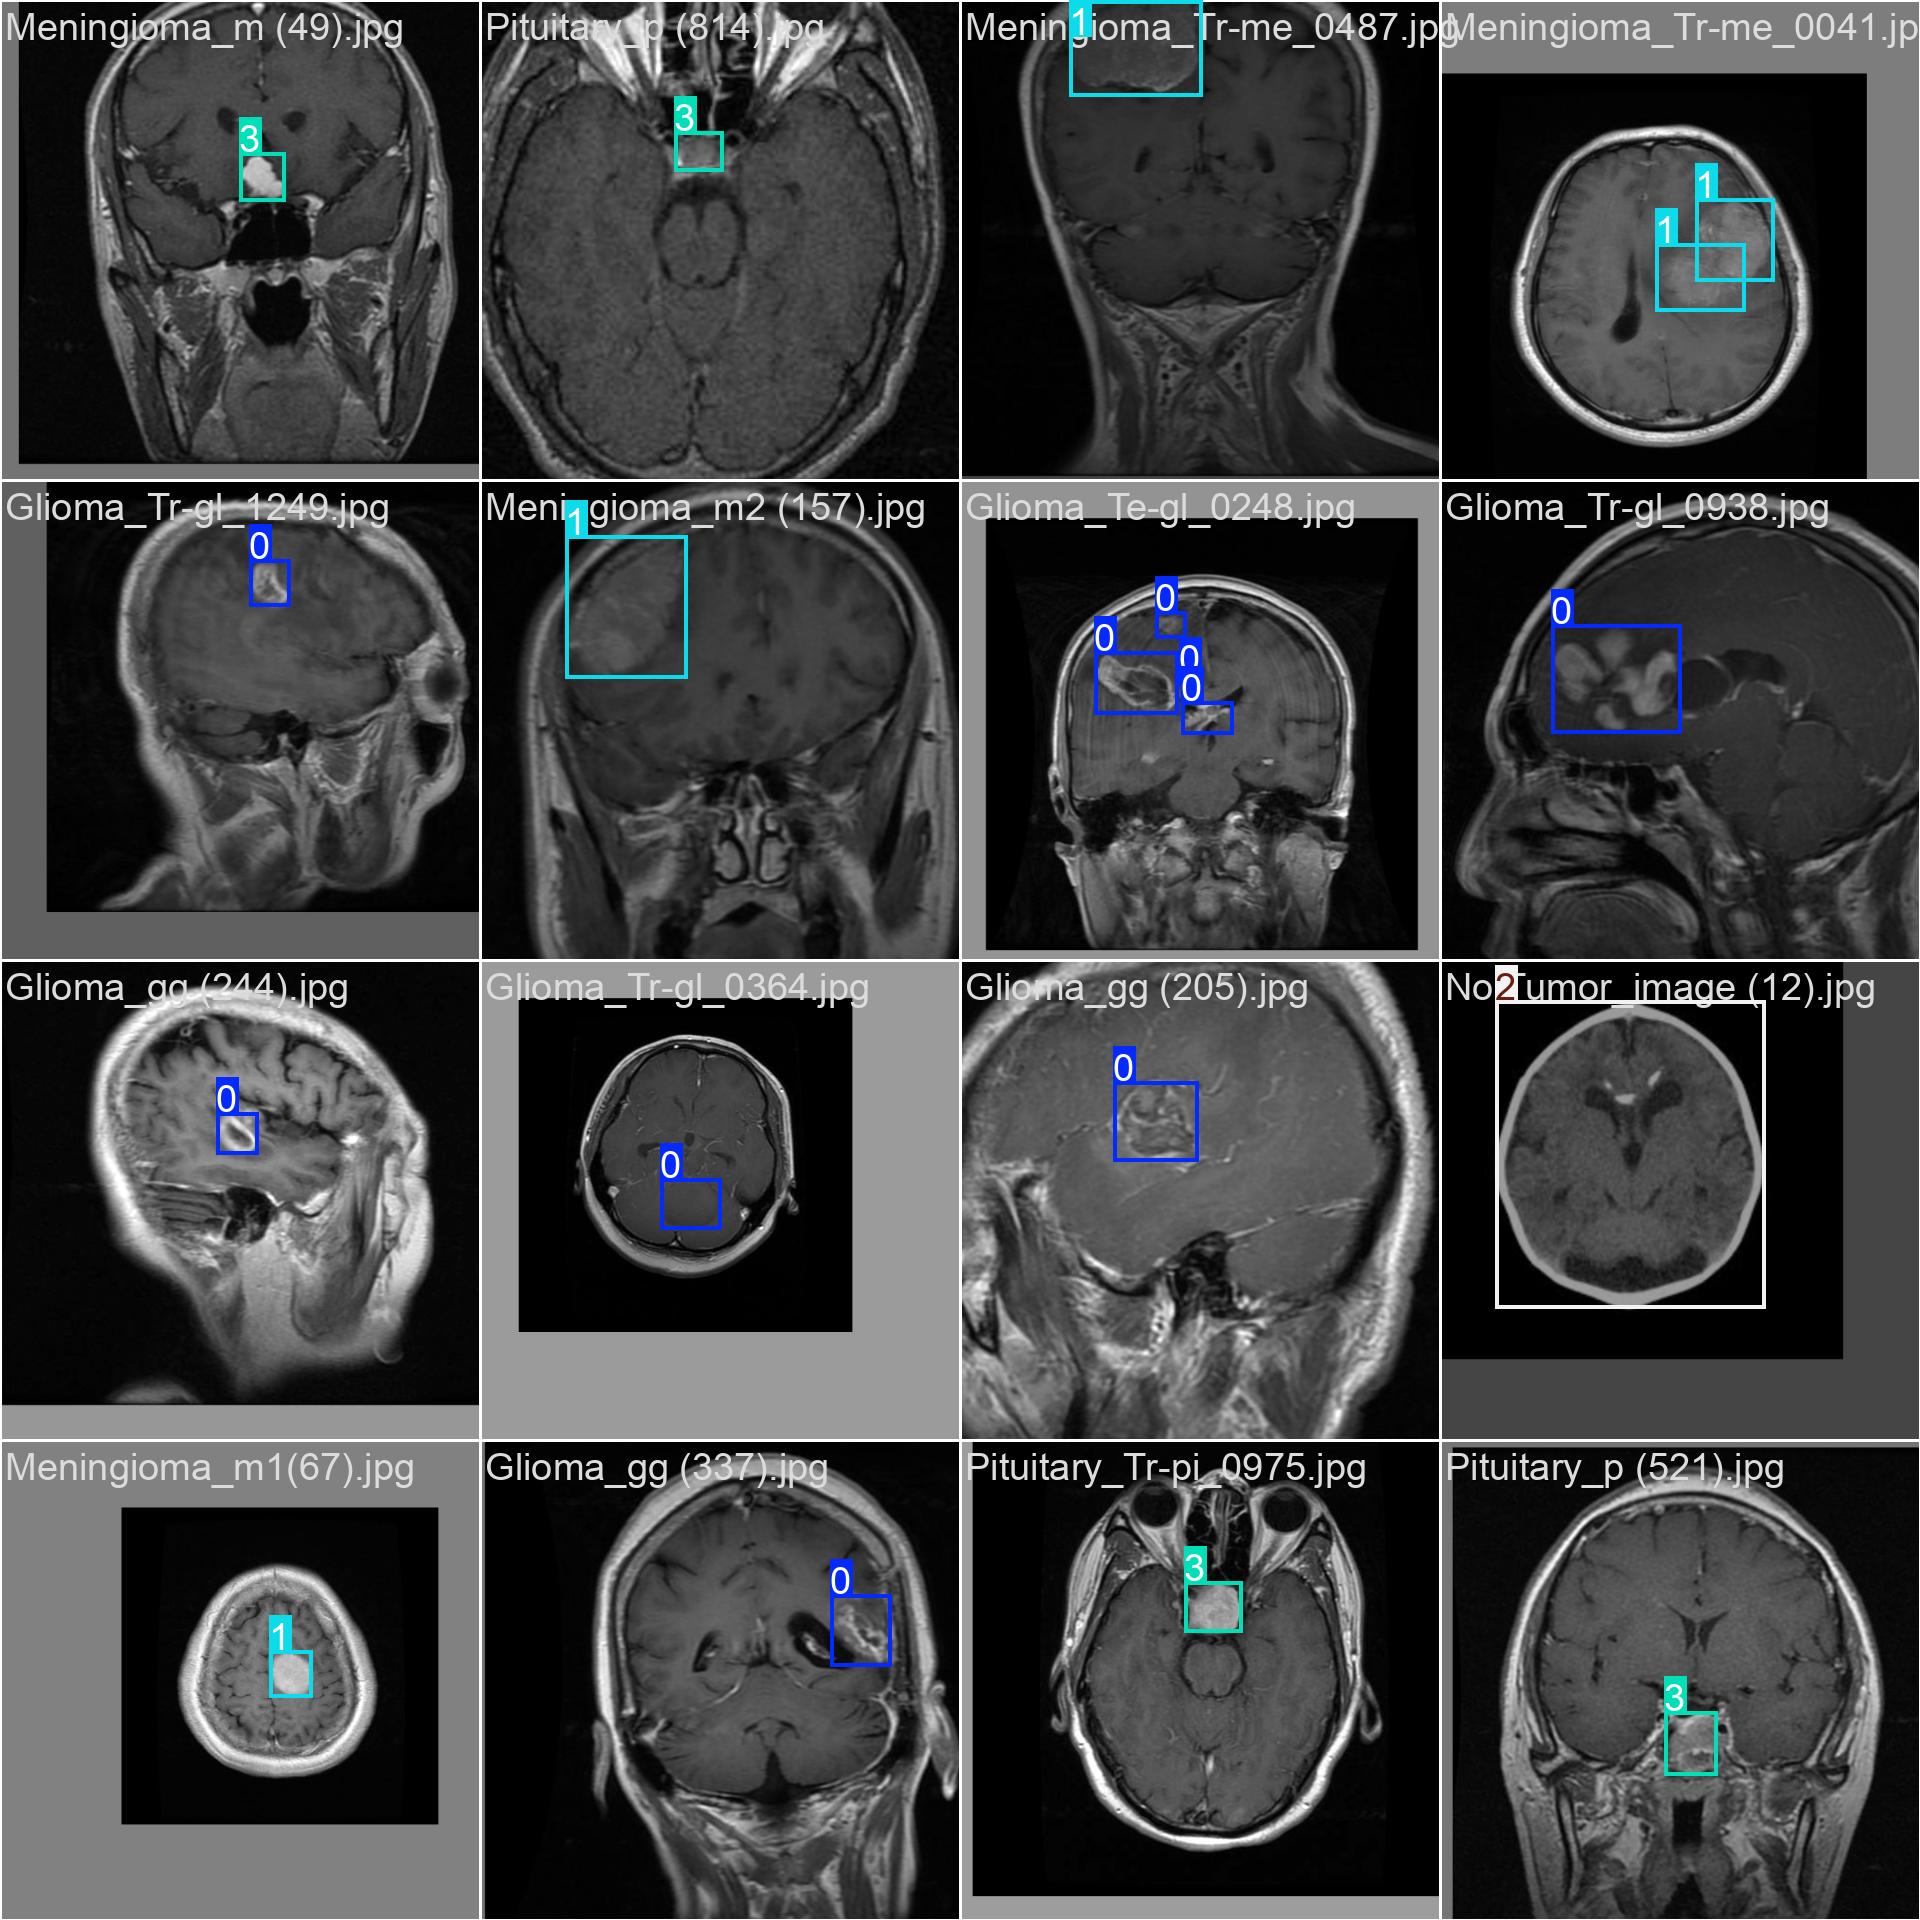 Meningioma_m (49).jpg
3
Pituitary_p (814).jpg
3
Meningioma_Tr-me_0487.jpg
1
Meningioma_Tr-me_0041.jp
1
1
Glioma_Tr-gl_1249.jpg
0
Meningioma_m2 (157).jpg
1
Glioma_Te-gl_0248.jpg
0
0
0
0
Glioma_Tr-gl_0938.jpg
0
Glioma_gg (244).jpg
0
Glioma_Tr-gl_0364.jpg
0
Glioma_gg (205).jpg
0
No Tumor_image (12).jpg
2
Meningioma_m1(67).jpg
1
Glioma_gg (337).jpg
0
Pituitary_Tr-pi_0975.jpg
3
Pituitary_p (521).jpg
3